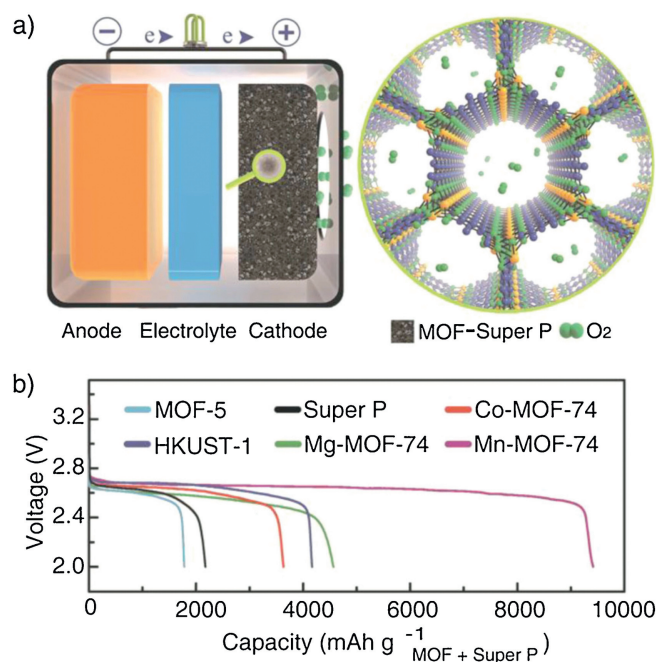 a)
− e ➤ e ➤ +
Anode Electrolyte Cathode
MOF-Super P O2
b)
MOF-5 Super P Co-MOF-74
HKUST-1 Mg-MOF-74 Mn-MOF-74
Voltage (V)
3.2
2.8
2.4
2.0
0 2000 4000 6000 8000 10000
Capacity (mAh g⁻¹ MOF + Super P)